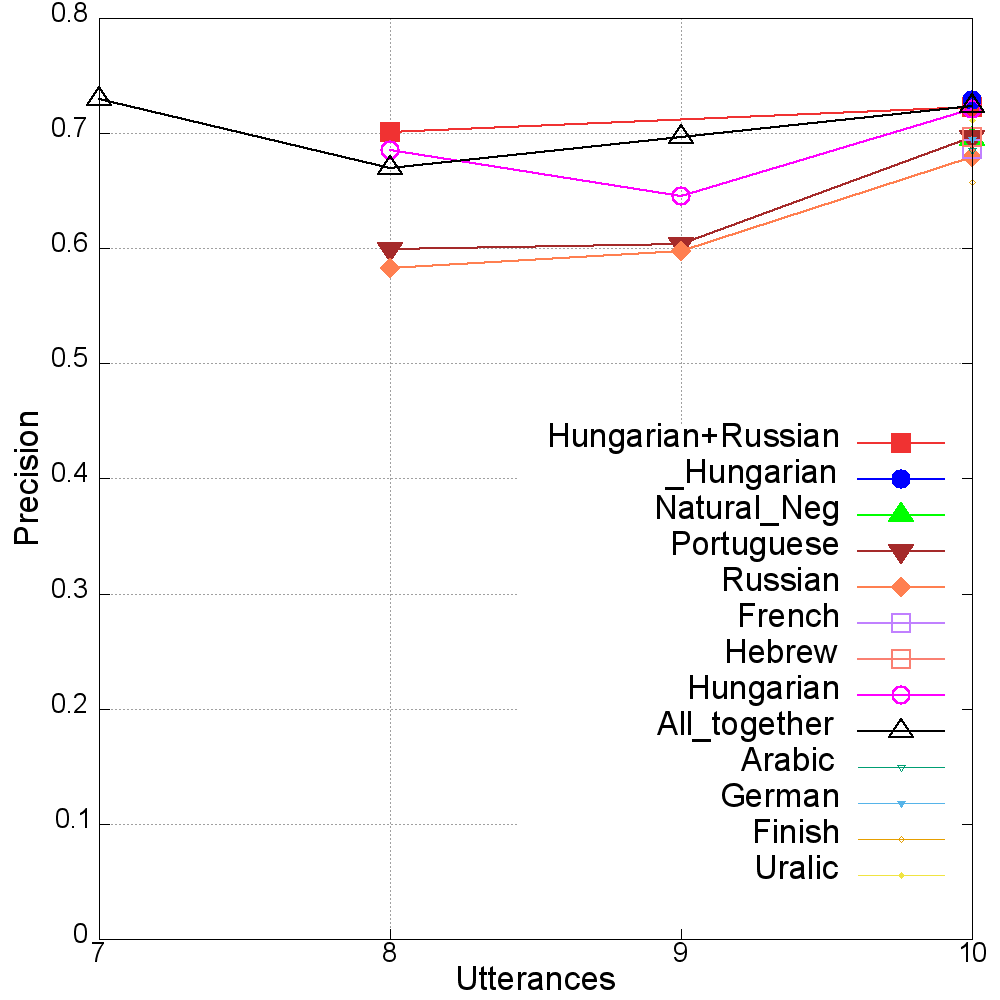 0.8
0.7
0.6
0.5
0.4
0.3
0.2
0.1
0
Precision
Hungarian+Russian
_Hungarian
Natural_Neg
Portuguese
Russian
French
Hebrew
Hungarian
All_together
Arabic
German
Finish
Uralic
7 8 9 10
Utterances